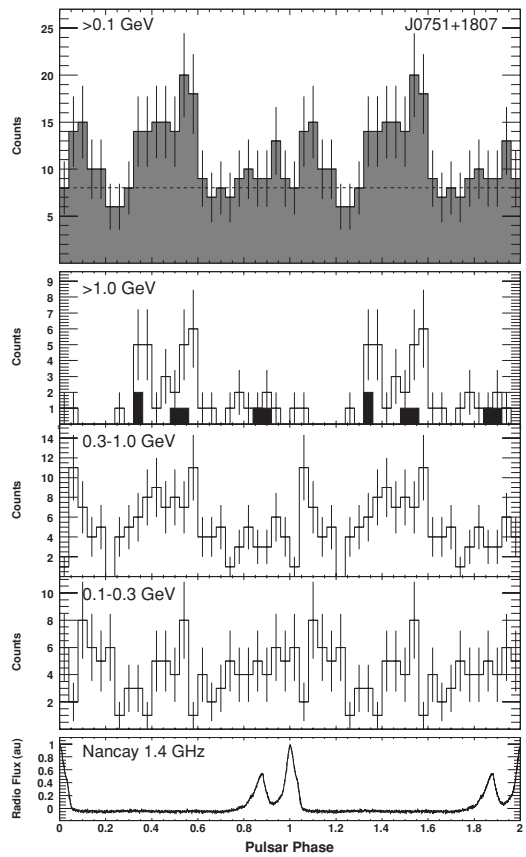 >0.1 GeV J0751+1807
25
20
15
10
5
Counts
>1.0 GeV
9
8
7
6
5
4
3
2
1
Counts
0.3-1.0 GeV
14
12
10
8
6
4
2
Counts
0.1-0.3 GeV
10
8
6
4
2
Counts
Nancay 1.4 GHz
1
0.8
0.6
0.4
0.2
0
Radio Flux (au)
0 0.2 0.4 0.6 0.8 1 1.2 1.4 1.6 1.8 2
Pulsar Phase